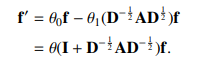 f′ = θ₀f − θ₁(D^{-1/2}AD^{1/2})f
= θ(I + D^{-1/2}AD^{-1/2})f.